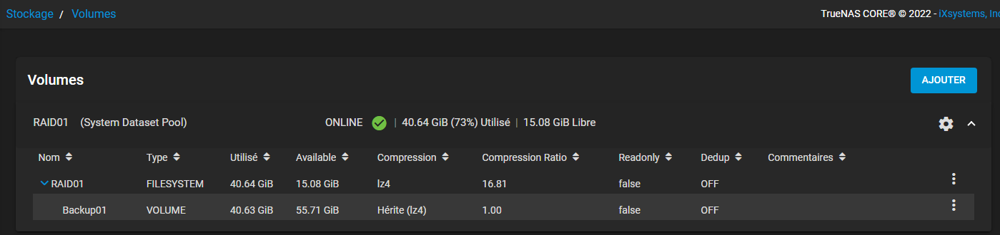 Stockage / Volumes
TrueNAS CORE® © 2022 - iXsystems, Inc
Volumes
AJOUTER
RAID01 (System Dataset Pool) ONLINE | 40.64 GiB (73%) Utilisé | 15.08 GiB Libre
Nom Type Utilisé Available Compression Compression Ratio Readonly Dedup Commentaires
RAID01 FILESYSTEM 40.64 GiB 15.08 GiB lz4 16.81 false OFF
Backup01 VOLUME 40.63 GiB 55.71 GiB Hérite (lz4) 1.00 false OFF